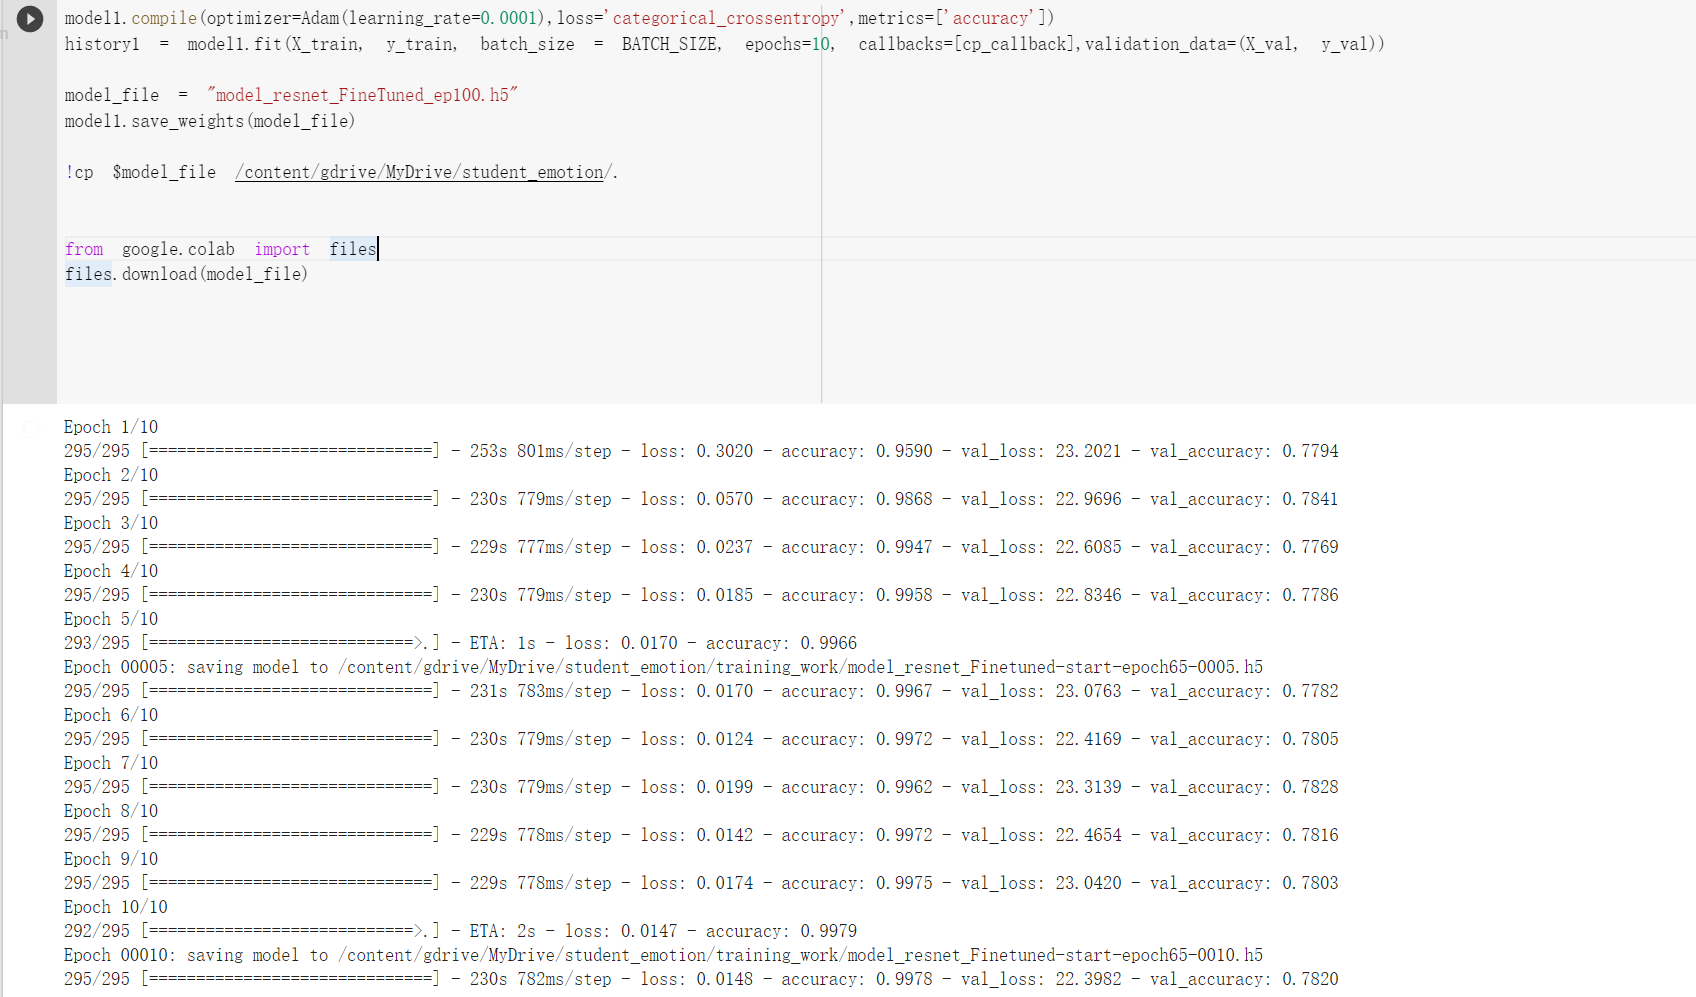 model1.compile(optimizer=Adam(learning_rate=0.0001),loss='categorical_crossentropy',metrics=['accuracy'])
history1 = model1.fit(X_train, y_train, batch_size = BATCH_SIZE, epochs=10, callbacks=[cp_callback],validation_data=(X_val, y_val))
model_file = "model_resnet_FineTuned_ep100.h5"
model1.save_weights(model_file)
!cp $model_file /content/gdrive/MyDrive/student_emotion/.
from google.colab import files
files.download(model_file)
Epoch 1/10
295/295 [==============================] - 253s 801ms/step - loss: 0.3020 - accuracy: 0.9590 - val_loss: 23.2021 - val_accuracy: 0.7794
Epoch 2/10
295/295 [==============================] - 230s 779ms/step - loss: 0.0570 - accuracy: 0.9868 - val_loss: 22.9696 - val_accuracy: 0.7841
Epoch 3/10
295/295 [==============================] - 229s 777ms/step - loss: 0.0237 - accuracy: 0.9947 - val_loss: 22.6085 - val_accuracy: 0.7769
Epoch 4/10
295/295 [==============================] - 230s 779ms/step - loss: 0.0185 - accuracy: 0.9958 - val_loss: 22.8346 - val_accuracy: 0.7786
Epoch 5/10
293/295 [============================>.] - ETA: 1s - loss: 0.0170 - accuracy: 0.9966
Epoch 00005: saving model to /content/gdrive/MyDrive/student_emotion/training_work/model_resnet_Finetuned-start-epoch65-0005.h5
295/295 [==============================] - 231s 783ms/step - loss: 0.0170 - accuracy: 0.9967 - val_loss: 23.0763 - val_accuracy: 0.7782
Epoch 6/10
295/295 [==============================] - 230s 779ms/step - loss: 0.0124 - accuracy: 0.9972 - val_loss: 22.4169 - val_accuracy: 0.7805
Epoch 7/10
295/295 [==============================] - 230s 779ms/step - loss: 0.0199 - accuracy: 0.9962 - val_loss: 23.3139 - val_accuracy: 0.7828
Epoch 8/10
295/295 [==============================] - 229s 778ms/step - loss: 0.0142 - accuracy: 0.9972 - val_loss: 22.4654 - val_accuracy: 0.7816
Epoch 9/10
295/295 [==============================] - 229s 778ms/step - loss: 0.0174 - accuracy: 0.9975 - val_loss: 23.0420 - val_accuracy: 0.7803
Epoch 10/10
292/295 [============================>.] - ETA: 2s - loss: 0.0147 - accuracy: 0.9979
Epoch 00010: saving model to /content/gdrive/MyDrive/student_emotion/training_work/model_resnet_Finetuned-start-epoch65-0010.h5
295/295 [==============================] - 230s 782ms/step - loss: 0.0148 - accuracy: 0.9978 - val_loss: 22.3982 - val_accuracy: 0.7820